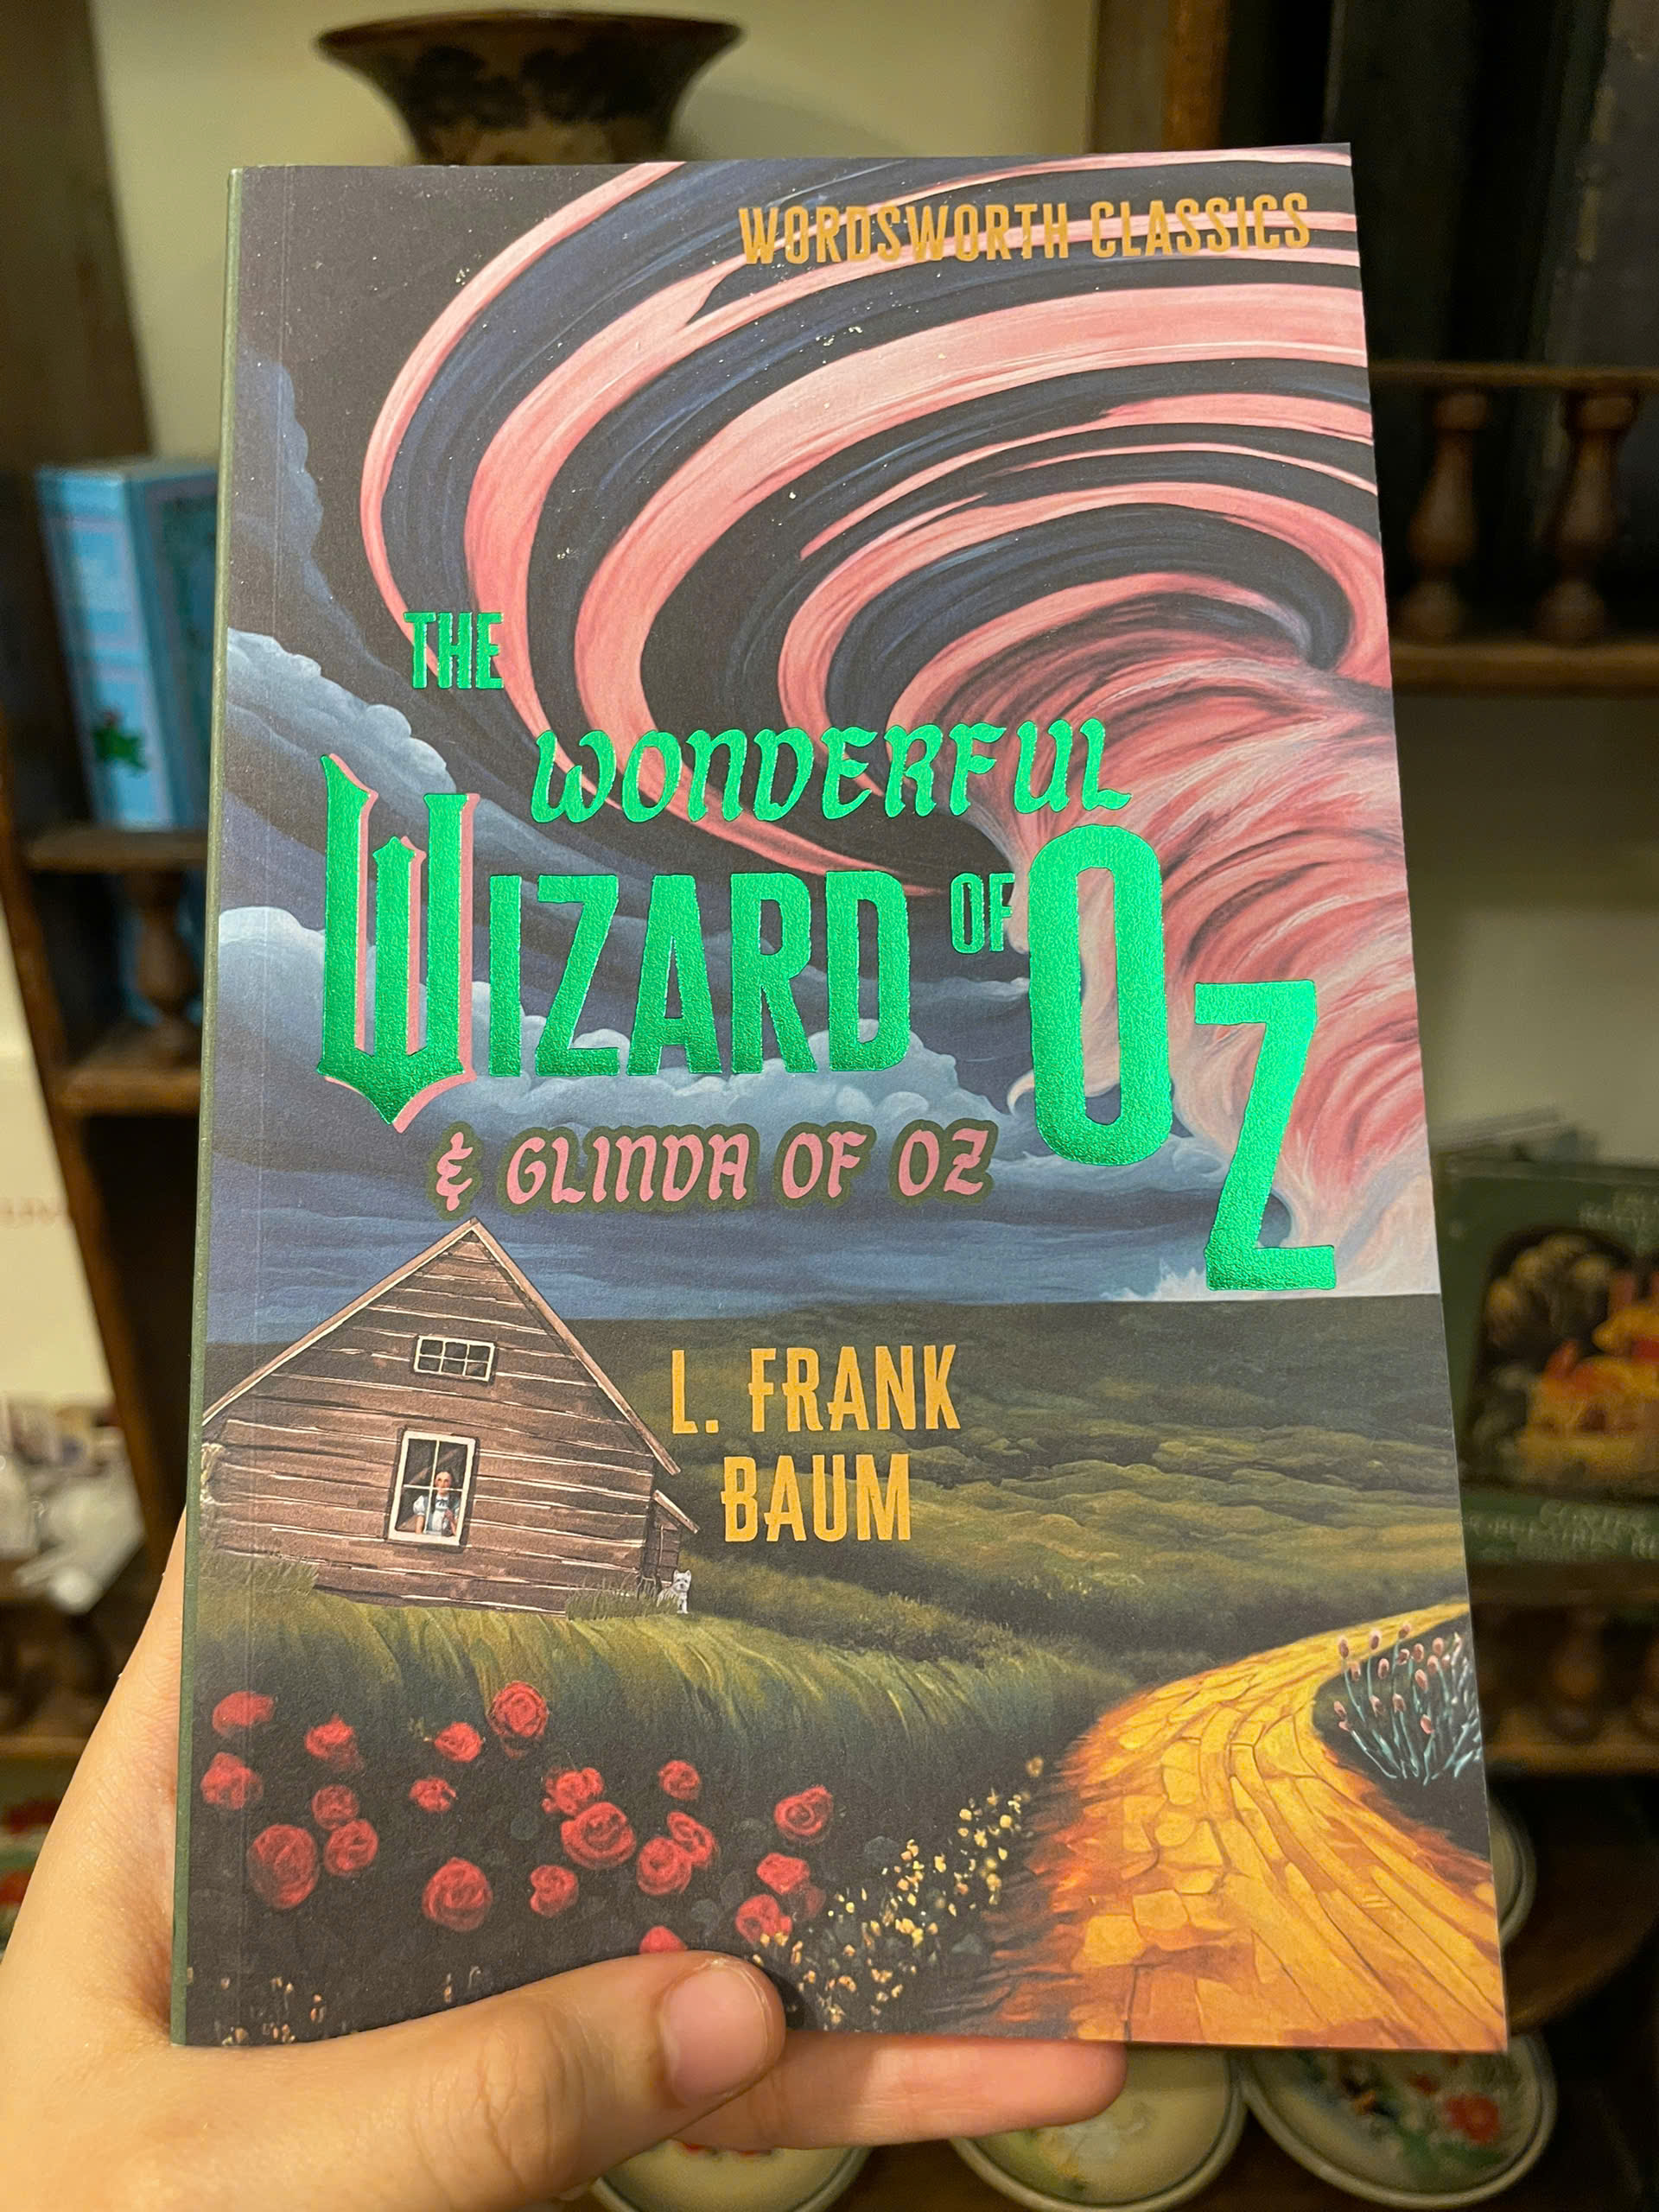 WORDSWORTH CLASSICS
THE
WONDERFUL
WIZARD OF OZ
& GLINDA OF OZ
L. FRANK
BAUM